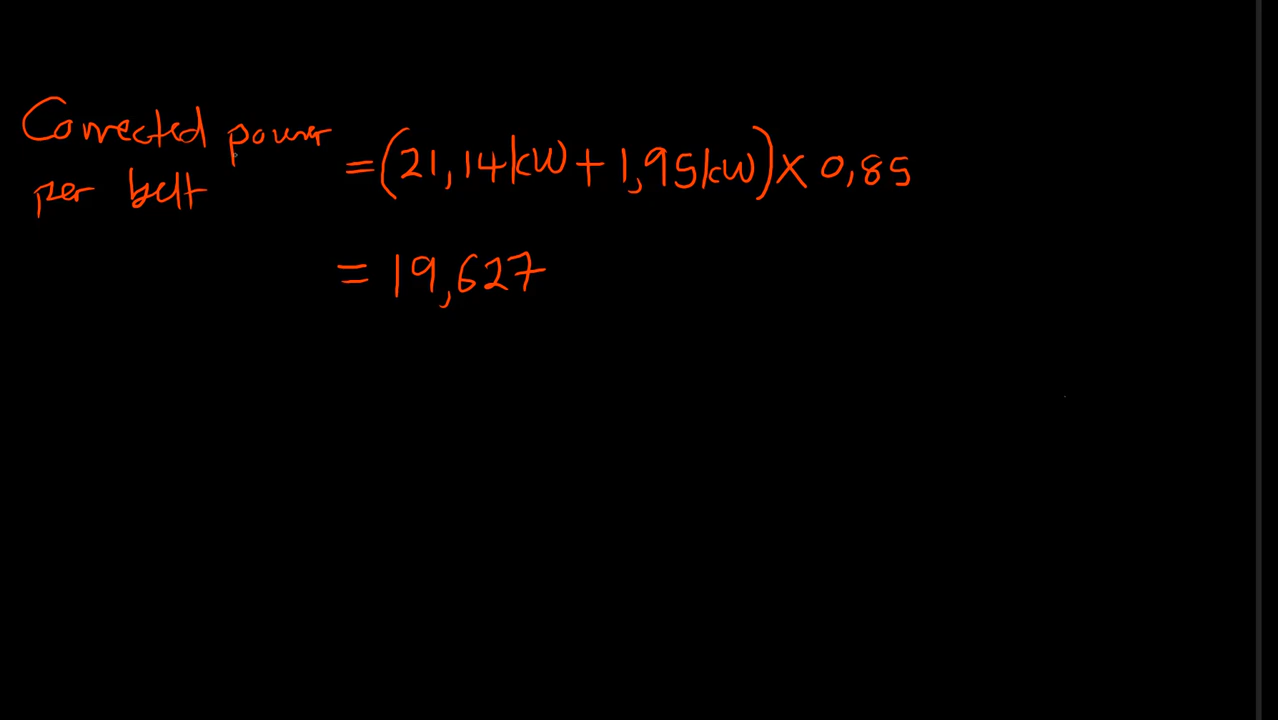 Corrected power
per belt
=(21,14kW+1,95kW)×0,85
= 19,627